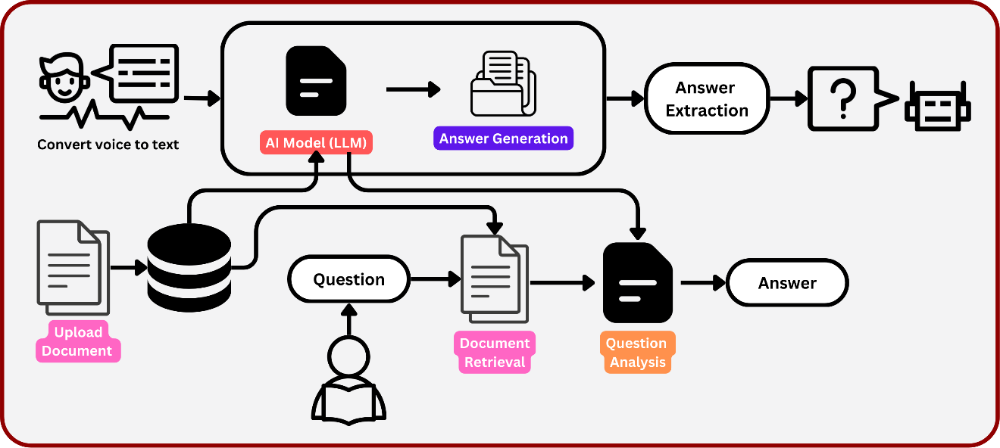 Convert voice to text
AI Model (LLM)
Answer Generation
Answer
Extraction
?
Upload
Document
Question
Document
Retrieval
Question
Analysis
Answer